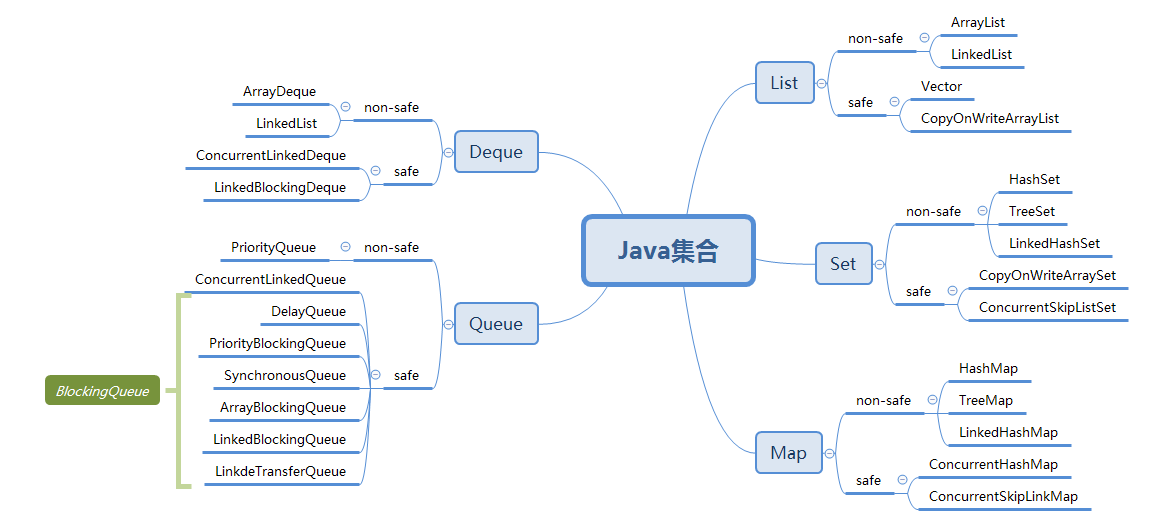 Java集合
List
non-safe
ArrayList
LinkedList
safe
Vector
CopyOnWriteArrayList
Set
non-safe
HashSet
TreeSet
LinkedHashSet
safe
CopyOnWriteArraySet
ConcurrentSkipListSet
Map
non-safe
HashMap
TreeMap
LinkedHashMap
safe
ConcurrentHashMap
ConcurrentSkipLinkMap
Deque
non-safe
ArrayDeque
LinkedList
safe
ConcurrentLinkedDeque
LinkedBlockingDeque
Queue
non-safe
PriorityQueue
safe
ConcurrentLinkedQueue
DelayQueue
PriorityBlockingQueue
SynchronousQueue
ArrayBlockingQueue
LinkedBlockingQueue
LinkdeTransferQueue
BlockingQueue